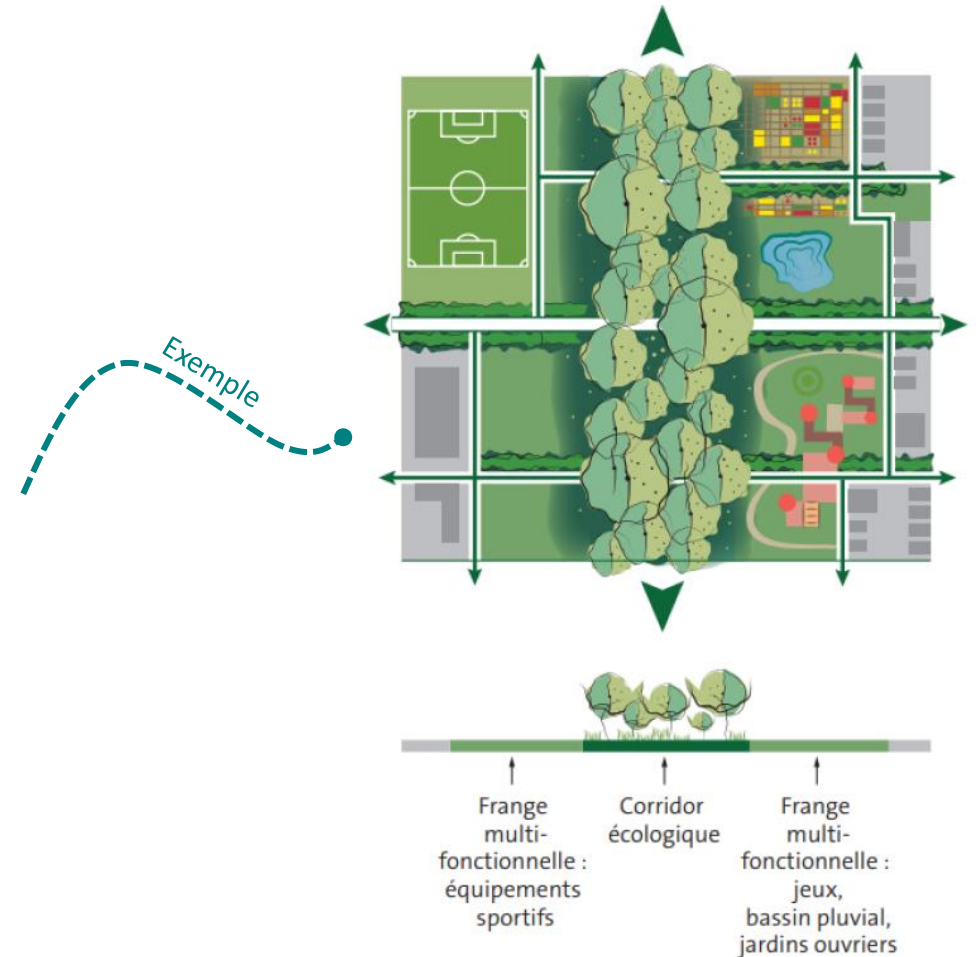 Exemple
Frange
multi-
fonctionnelle :
équipements
sportifs
Corridor
écologique
Frange
multi-
fonctionnelle :
jeux,
bassin pluvial,
jardins ouvriers